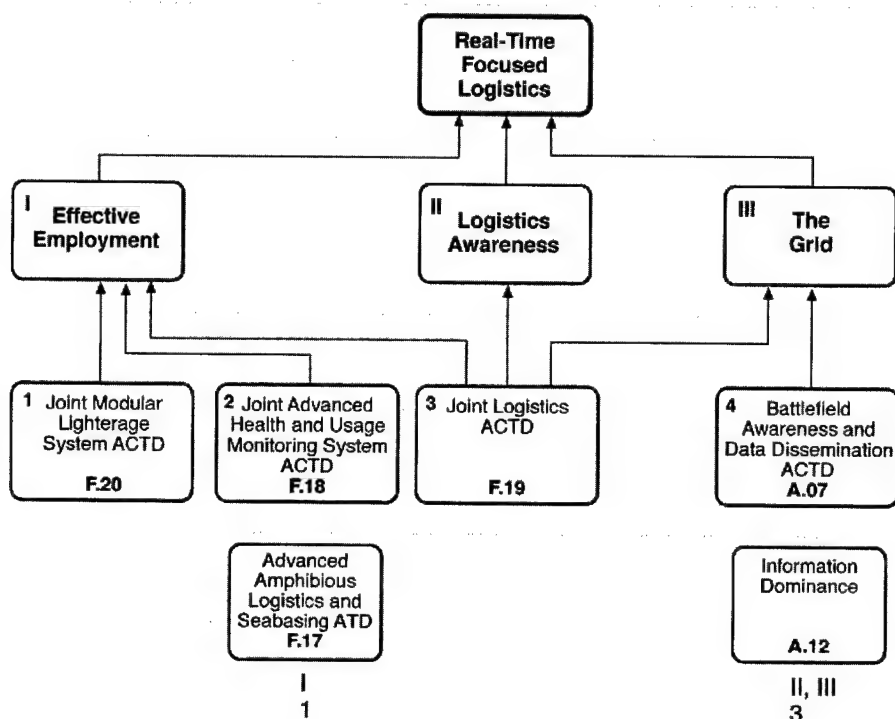 Real-Time
Focused
Logistics
I
Effective
Employment
II
Logistics
Awareness
III
The
Grid
1 Joint Modular
Lighterage
System ACTD
F.20
2 Joint Advanced
Health and Usage
Monitoring System
ACTD
F.18
3 Joint Logistics
ACTD
F.19
4 Battlefield
Awareness and
Data Dissemination
ACTD
A.07
Advanced
Amphibious
Logistics and
Seabasing ATD
F.17
I
1
Information
Dominance
A.12
II, III
3